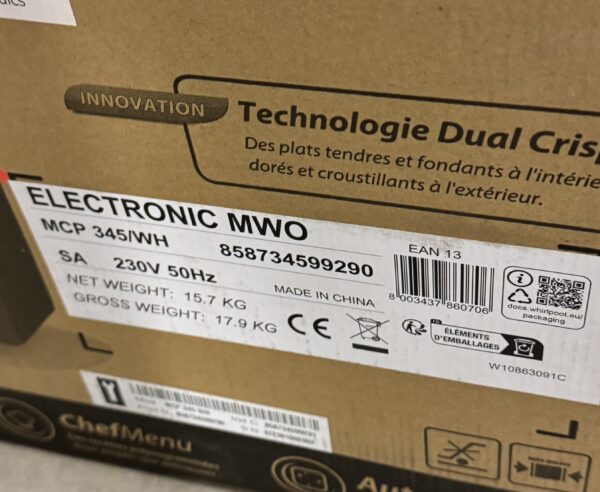 INNOVATION
Technologie Dual Crisp
Des plats tendres et fondants à l'intérie
dorés et croustillants à l'extérieur.
ELECTRONIC MWO
MCP 345/WH 858734599290
SA 230V 50Hz
NET WEIGHT: 15.7 KG
GROSS WEIGHT: 17.9 KG
MADE IN CHINA
EAN 13
8 003437 860706
docs.whirlpool.eu/
packaging
CE
FR
ÉLÉMENTS
D'EMBALLAGES
W10863091C
ChefMenu
Aut